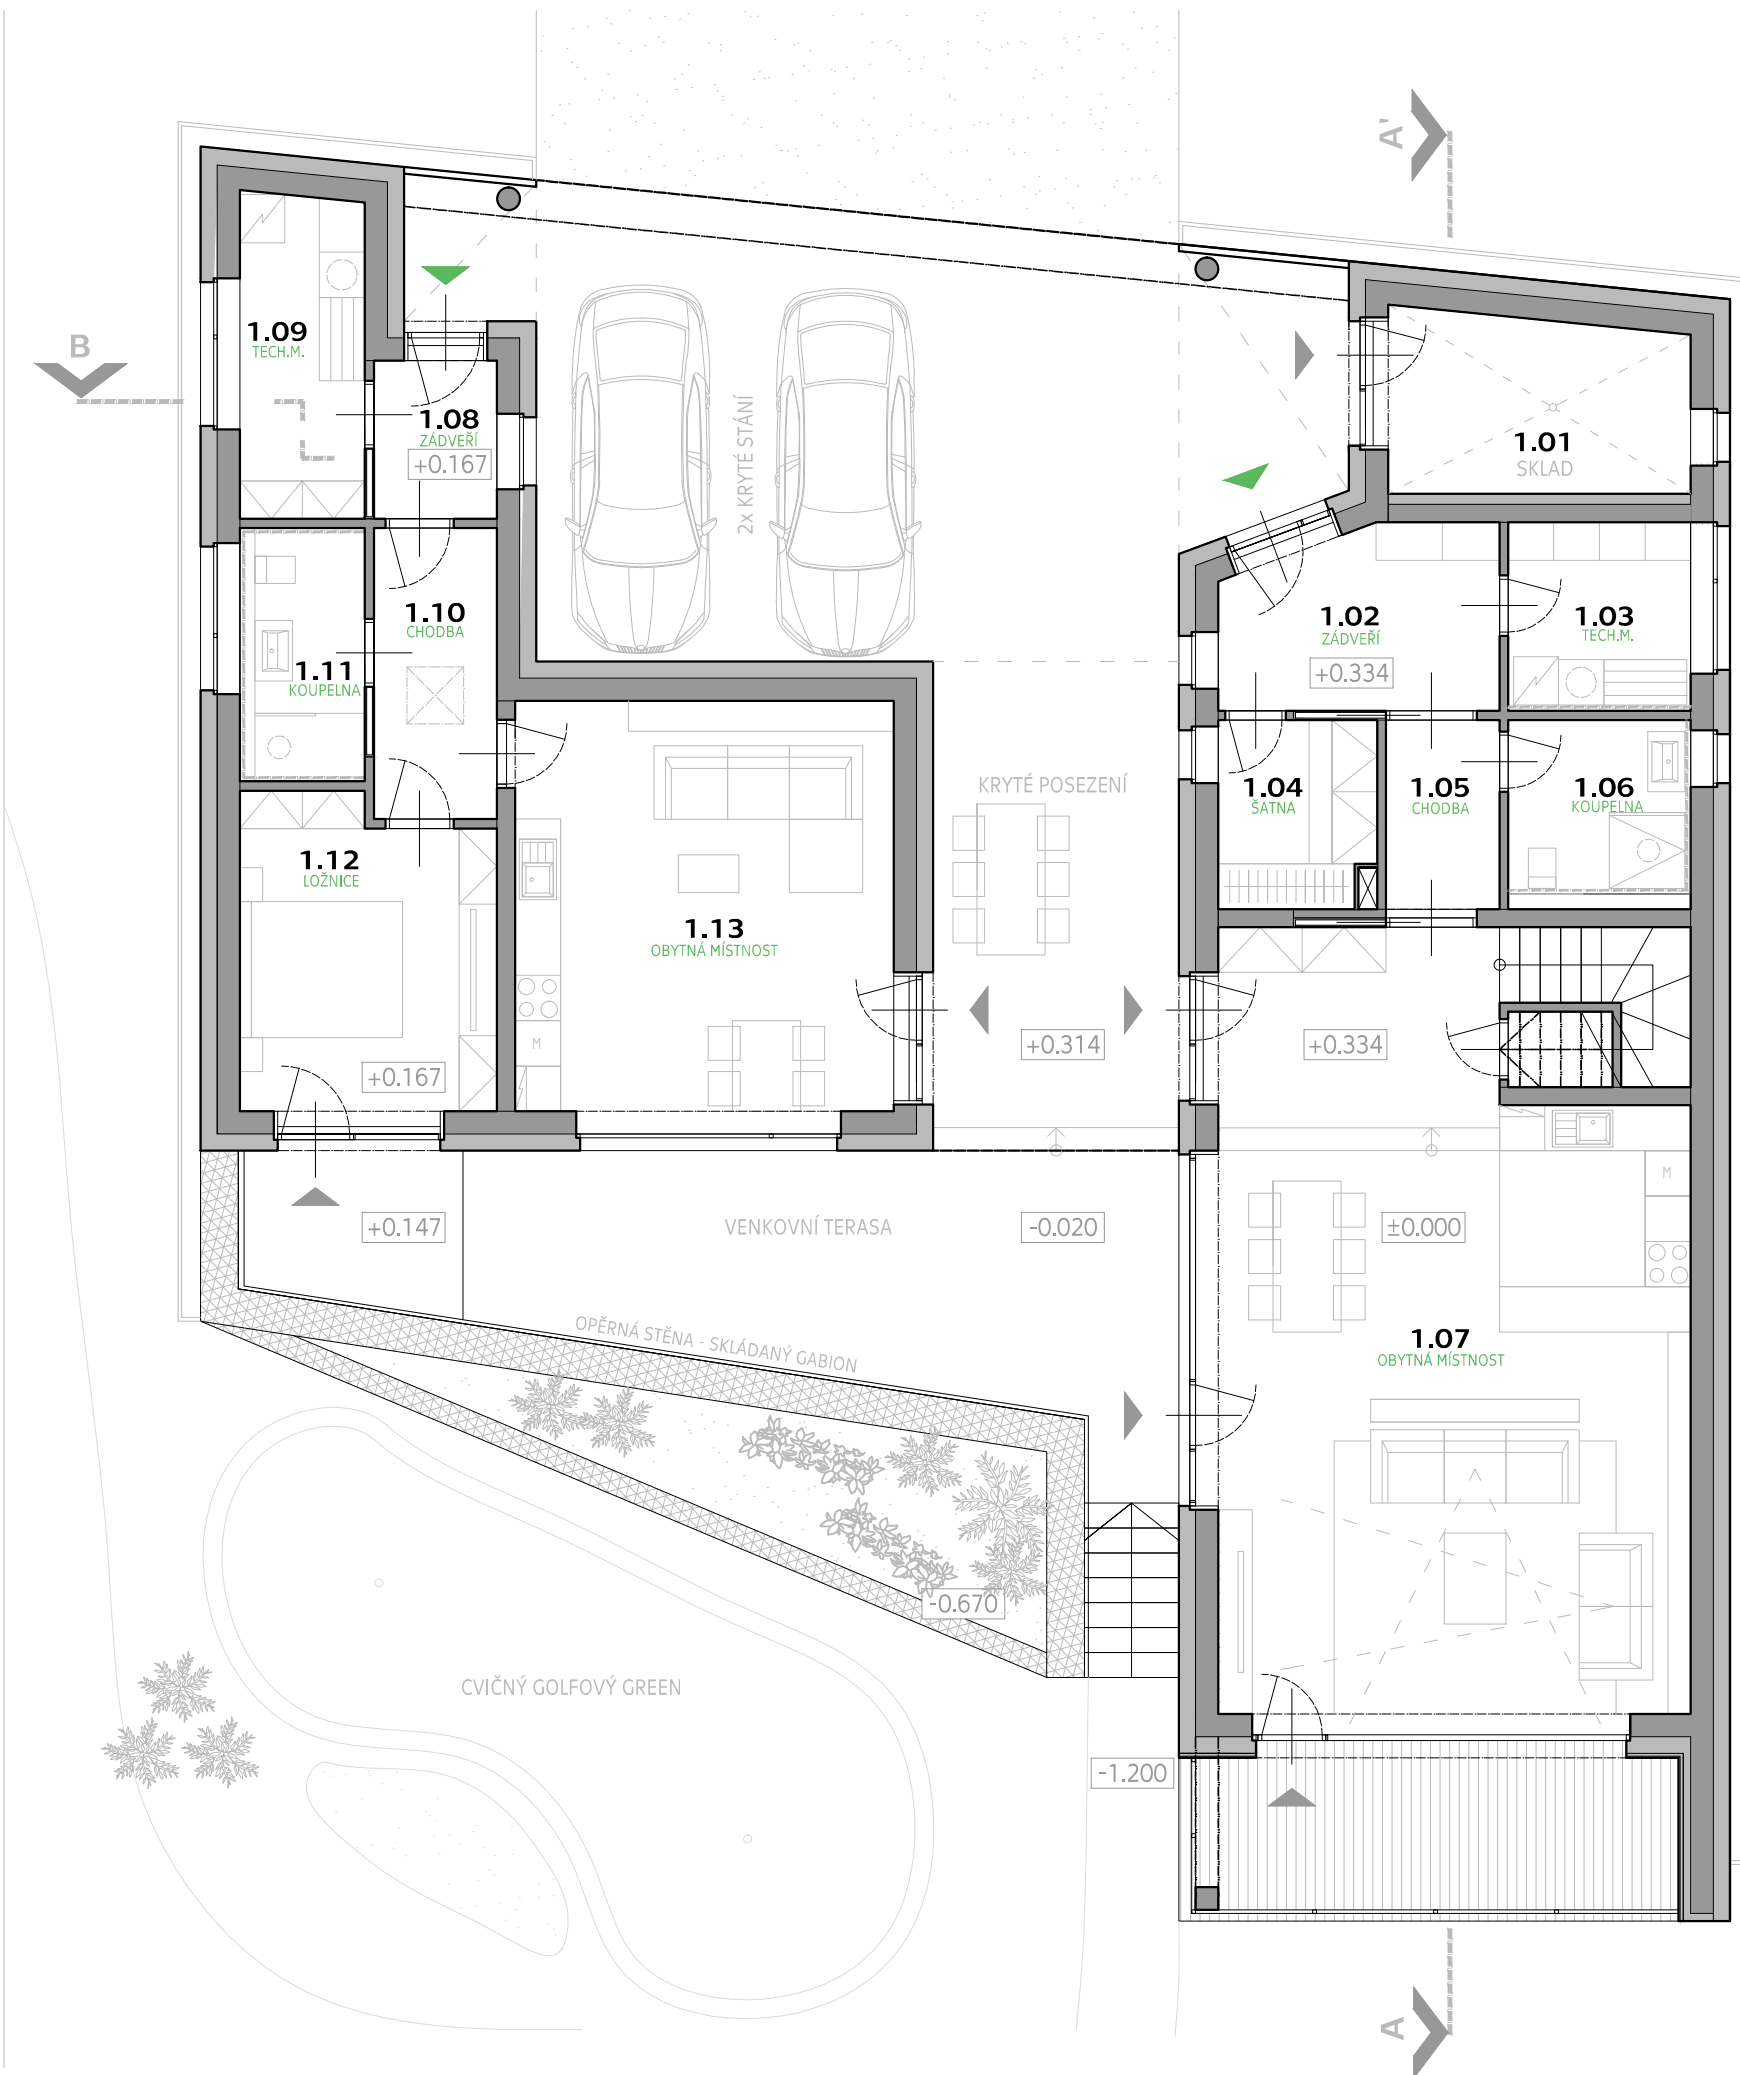 A'
B
1.09
TECH.M.
1.08
ZÁDVEŘÍ
+0.167
2x KRYTÉ STÁNÍ
1.01
SKLAD
1.10
CHODBA
1.11
KOUPELNA
1.02
ZÁDVEŘÍ
+0.334
1.03
TECH.M.
KRYTÉ POSEZENÍ
1.04
ŠATNA
1.05
CHODBA
1.06
KOUPELNA
1.12
LOŽNICE
1.13
OBYTNÁ MÍSTNOST
M
+0.167
+0.314
+0.334
M
+0.147
VENKOVNÍ TERASA
-0.020
±0.000
OPĚRNÁ STĚNA - SKLÁDANÝ GABION
1.07
OBYTNÁ MÍSTNOST
-0.670
CVIČNÝ GOLFOVÝ GREEN
-1.200
A